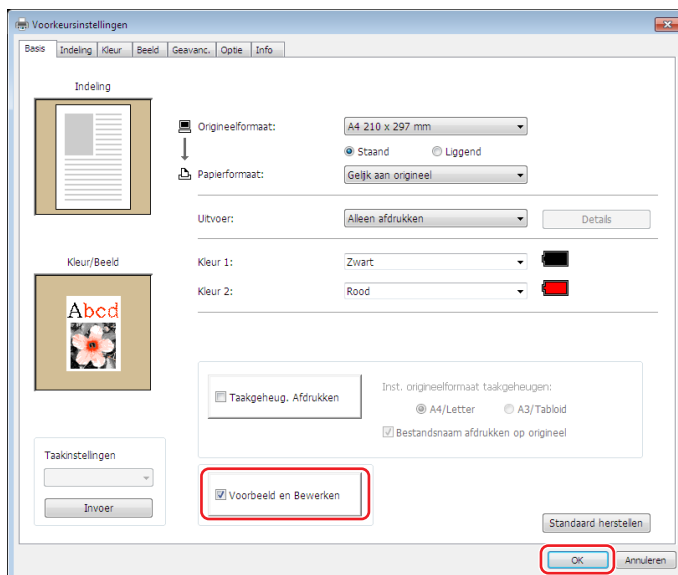 Voorkeursinstellingen
Basis Indeling Kleur Beeld Geavanc. Optie Info
Indeling
Origineelformaat: A4 210 x 297 mm
Staand Liggend
Papierformaat: Gelijk aan origineel
Uitvoer: Alleen afdrukken Details
Kleur/Beeld
Kleur 1: Zwart
Kleur 2: Rood
Abcd
Taakgeheug. Afdrukken
Inst. origineelformaat taakgeheugen:
A4/Letter A3/Tabloid
Bestandsnaam afdrukken op origineel
Taakinstellingen
Invoer
Voorbeeld en Bewerken
Standaard herstellen
OK Annuleren